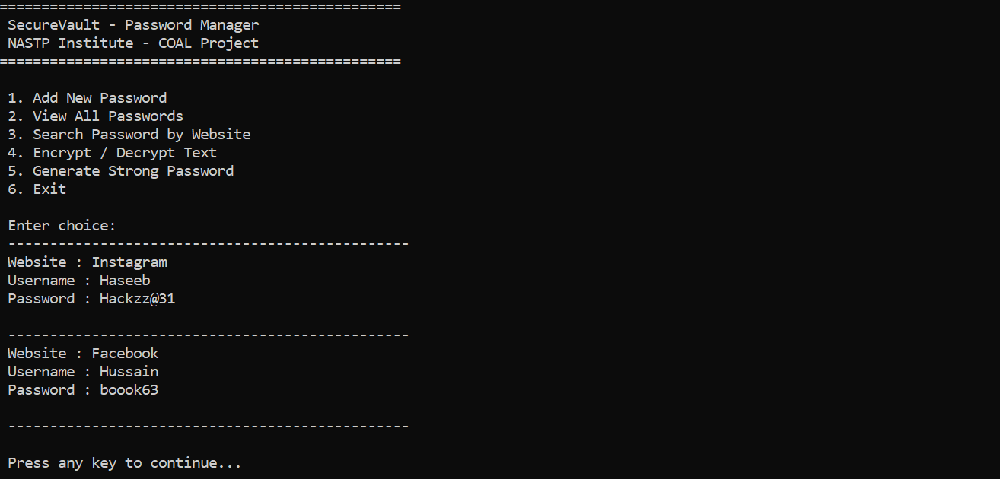 ================================================
SecureVault - Password Manager
NASTP Institute - COAL Project
================================================
1. Add New Password
2. View All Passwords
3. Search Password by Website
4. Encrypt / Decrypt Text
5. Generate Strong Password
6. Exit
Enter choice:
------------------------------------------------
Website : Instagram
Username : Haseeb
Password : Hackzz@31
------------------------------------------------
Website : Facebook
Username : Hussain
Password : boook63
------------------------------------------------
Press any key to continue...